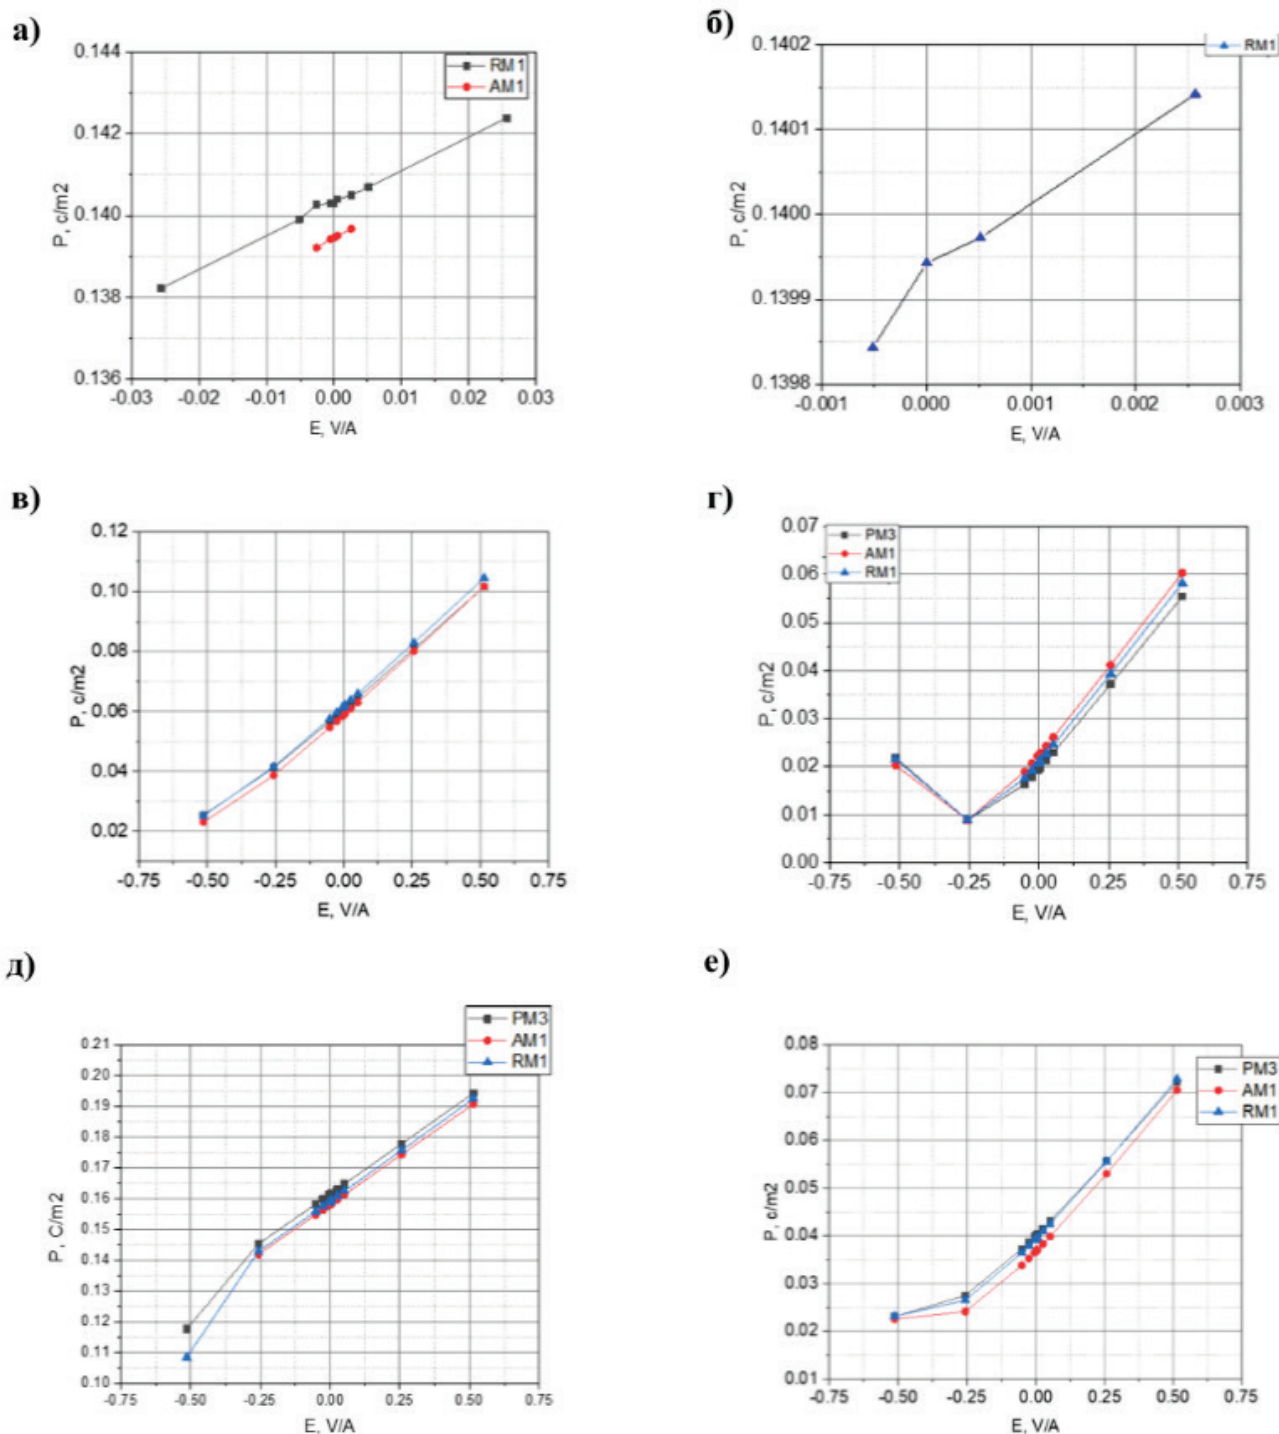 а)
0.144
0.142
0.140
0.138
0.136
P, c/m2
RM1
AM1
-0.03
-0.02
-0.01
0.00
0.01
0.02
0.03
E, V/A
б)
0.1402
0.1401
0.1400
0.1399
0.1398
P, c/m2
RM1
-0.001
0.000
0.001
0.002
0.003
E, V/A
в)
0.12
0.10
0.08
0.06
0.04
0.02
P, c/m2
-0.75
-0.50
-0.25
0.00
0.25
0.50
0.75
E, V/A
г)
0.07
0.06
0.05
0.04
0.03
0.02
0.01
0.00
P, c/m2
PM3
AM1
RM1
-0.75
-0.50
-0.25
0.00
0.25
0.50
0.75
E, V/A
д)
0.21
0.20
0.19
0.18
0.17
0.16
0.15
0.14
0.12
0.11
0.10
P, C/m2
PM3
AM1
RM1
-0.75
-0.50
-0.25
0.00
0.25
0.50
0.75
E, V/A
е)
0.08
0.07
0.06
0.05
0.04
0.03
0.02
0.01
P, c/m2
PM3
AM1
RM1
-0.75
-0.50
-0.25
0.00
0.25
0.50
0.75
E, V/A